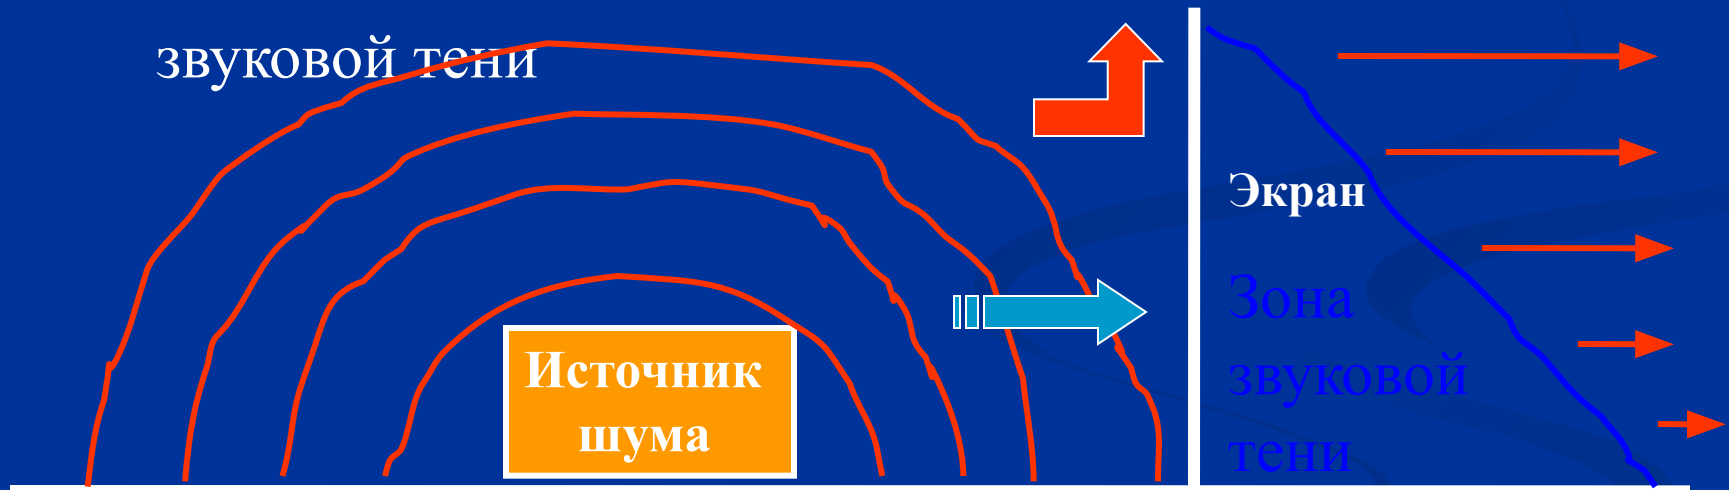 звуковой тени
Экран
Зона
звуковой
тени
Источник
шума